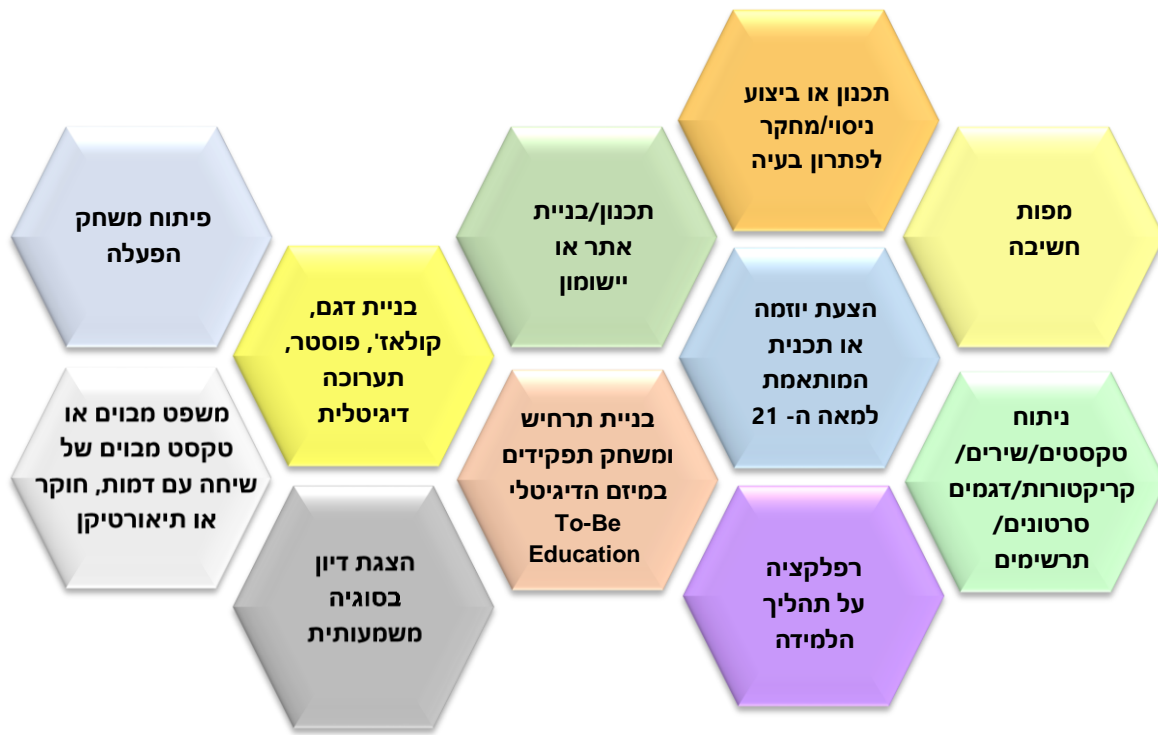 תכנון או ביצוע
ניסוי/מחקר
לפתרון בעיה
מפות
חשיבה
תכנון/בניית
אתר או
יישומון
פיתוח משחק
הפעלה
הצעת יוזמה
או תכנית
המותאמת
למאה ה- 21
בניית דגם,
קולאז', פוסטר,
תערוכה
דיגיטלית
ניתוח
טקסטים/שירים/
קריקטורות/דגמים
סרטונים/
תרשימים
בניית תרחיש
ומשחק תפקידים
במיזם הדיגיטלי
To-Be
Education
משפט מבוים או
טקסט מבוים של
שיחה עם דמות, חוקר
או תיאורטיקן
רפלקציה
על תהליך
הלמידה
הצגת דיון
בסוגיה
משמעותית